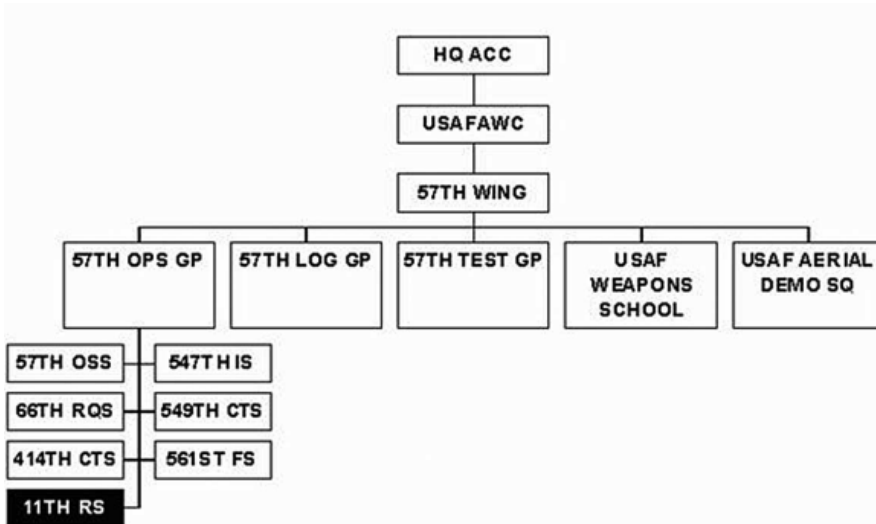 HQ ACC
USAFAWC
57TH WING
57TH OPS GP
57TH LOG GP
57TH TEST GP
USAF
WEAPONS
SCHOOL
USAF AERIAL
DEMO SQ
57TH OSS
547TH IS
66TH RQS
549TH CTS
414TH CTS
561ST FS
11TH RS